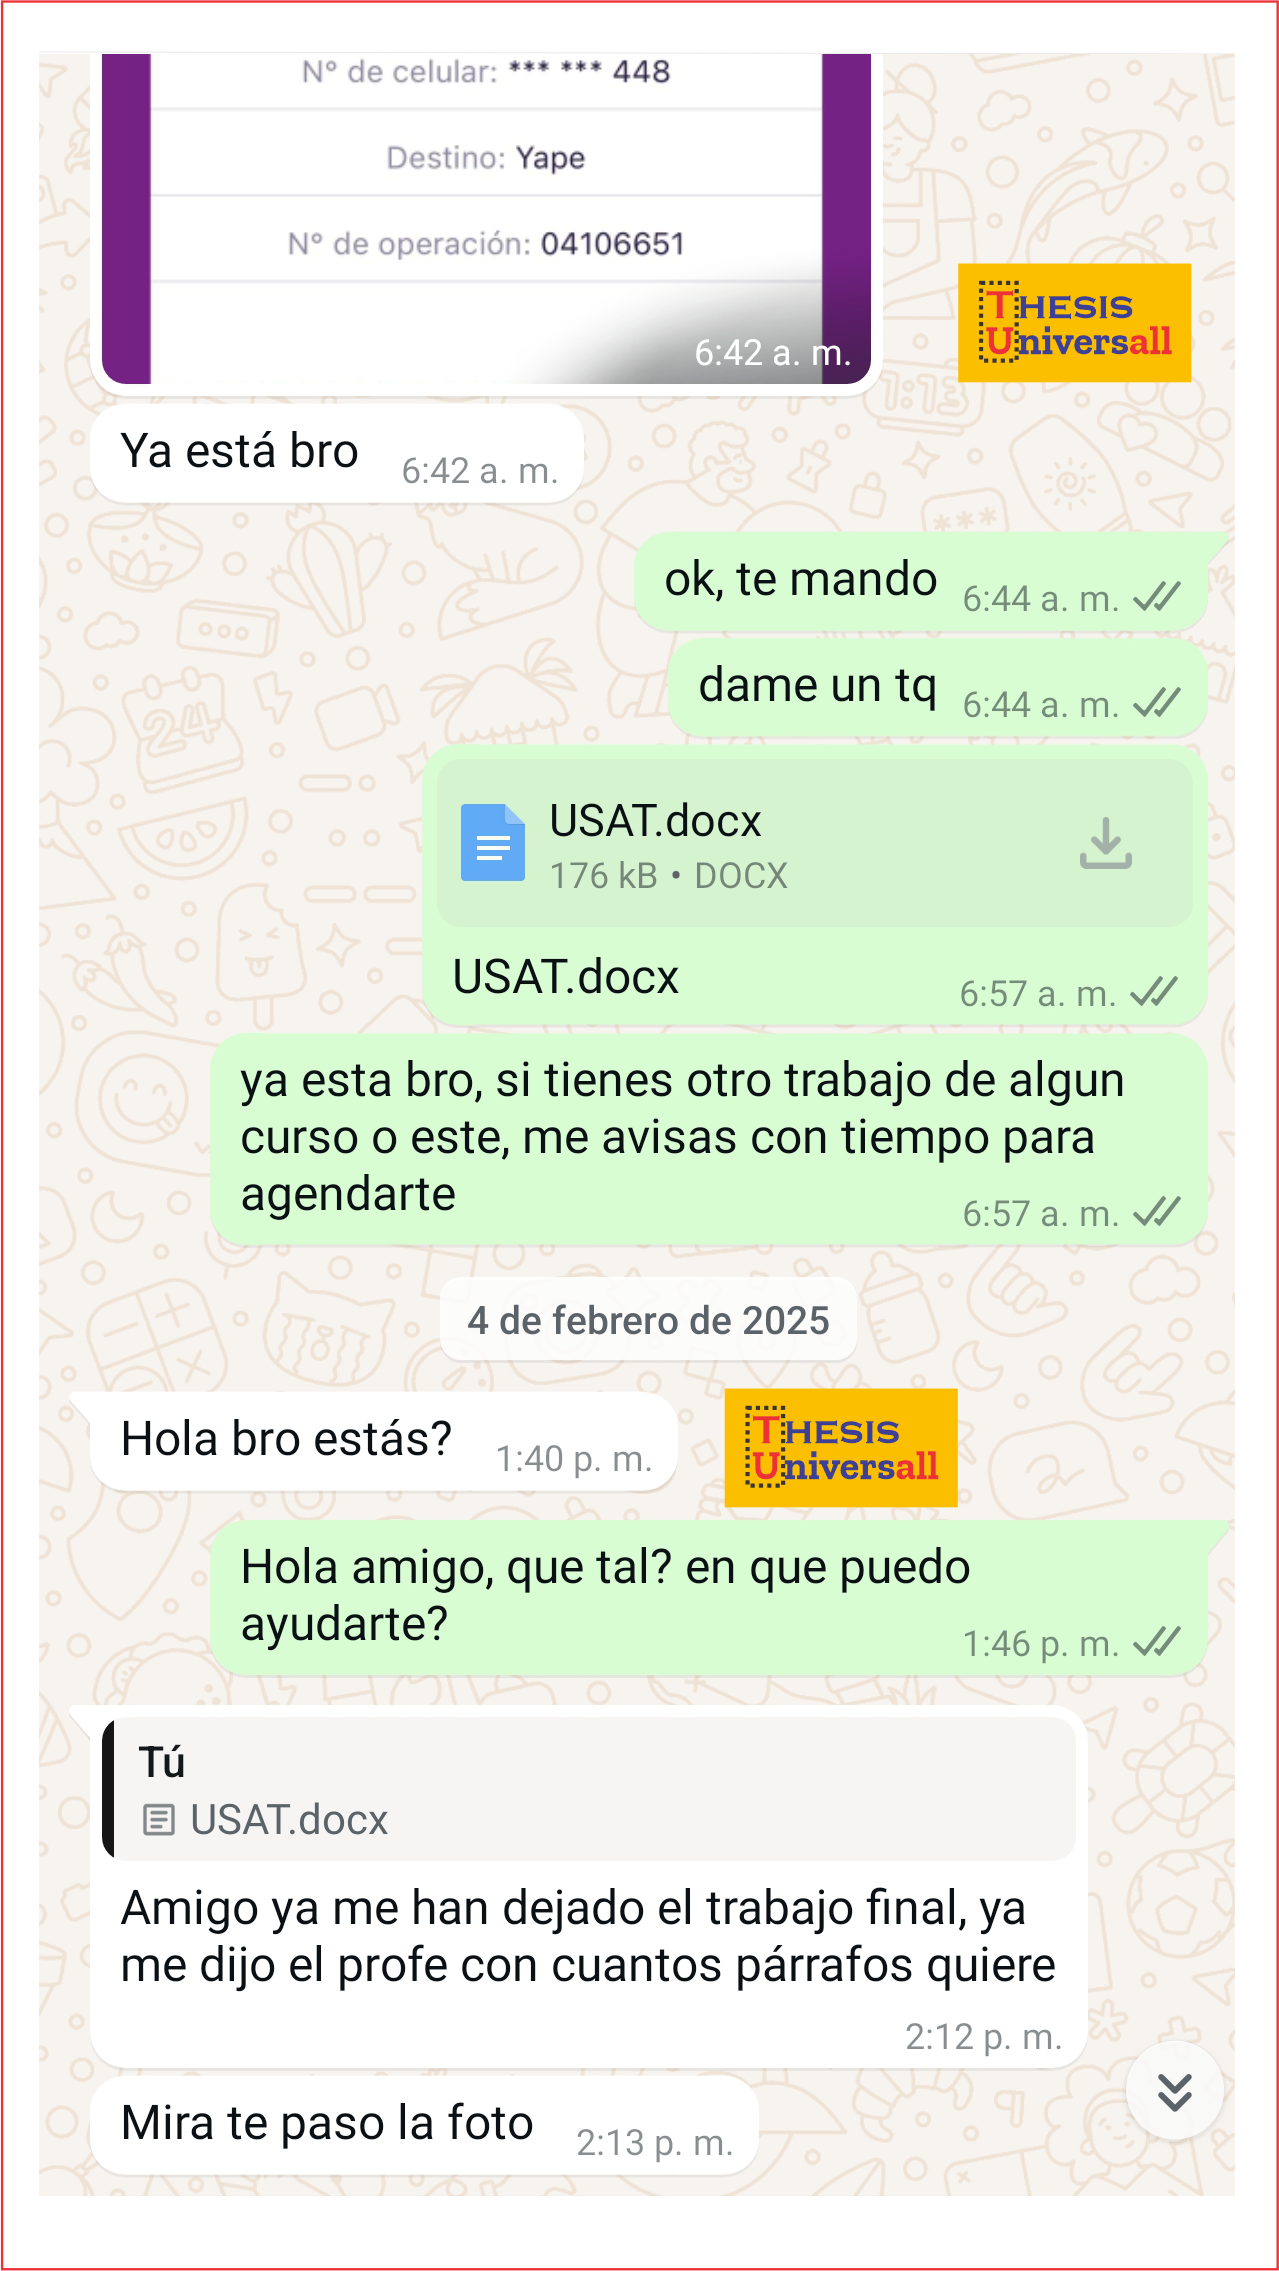 N° de celular: *** *** 448
Destino: Yape
N° de operación: 04106651
6:42 a. m.
THESIS
Universall
Ya está bro 6:42 a. m.
ok, te mando 6:44 a. m.
dame un tq 6:44 a. m.
USAT.docx
176 kB • DOCX
USAT.docx 6:57 a. m.
ya esta bro, si tienes otro trabajo de algun
curso o este, me avisas con tiempo para
agendarte 6:57 a. m.
4 de febrero de 2025
Hola bro estás? 1:40 p. m.
THESIS
Universall
Hola amigo, que tal? en que puedo
ayudarte? 1:46 p. m.
Tú
USAT.docx
Amigo ya me han dejado el trabajo final, ya
me dijo el profe con cuantos párrafos quiere
2:12 p. m.
Mira te paso la foto 2:13 p. m.